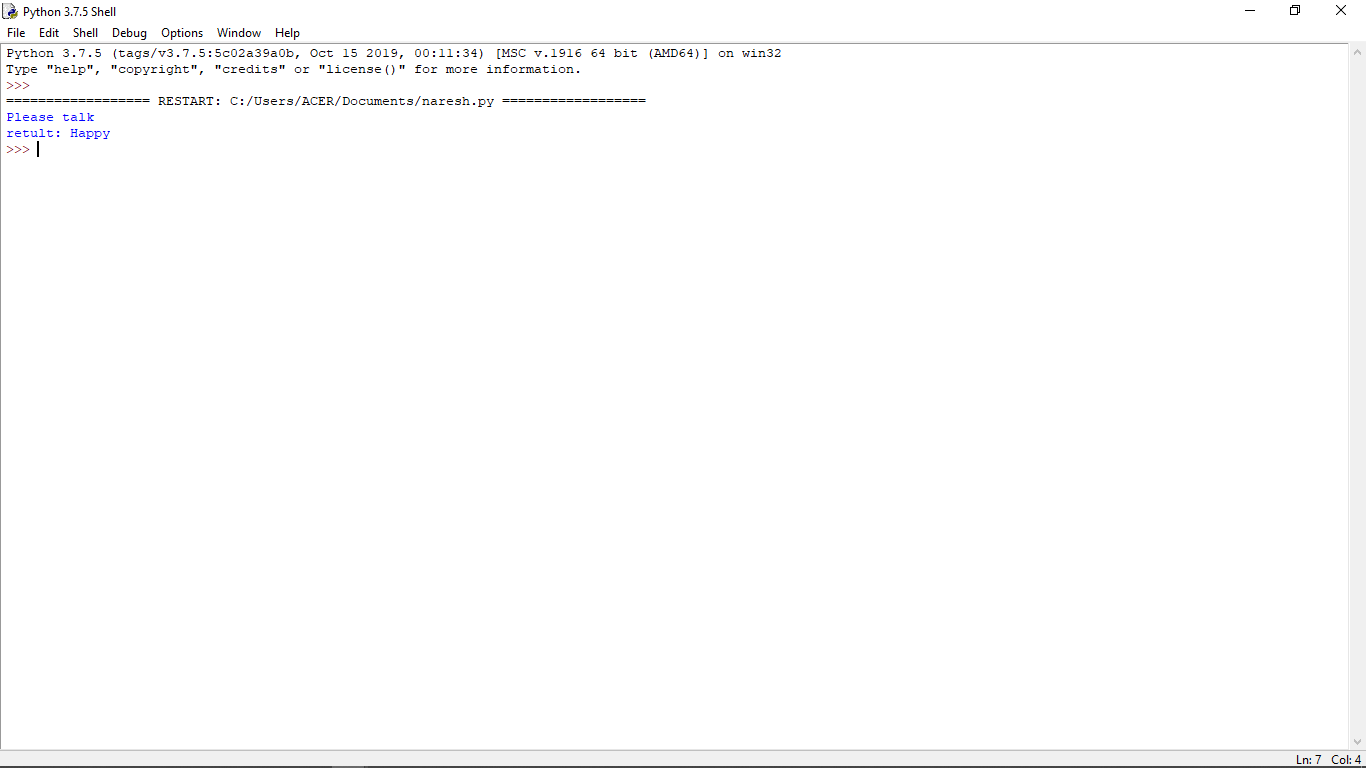 Python 3.7.5 Shell
File Edit Shell Debug Options Window Help
Python 3.7.5 (tags/v3.7.5:5c02a39a0b, Oct 15 2019, 00:11:34) [MSC v.1916 64 bit (AMD64)] on win32
Type "help", "copyright", "credits" or "license()" for more information.
>>>
================== RESTART: C:/Users/ACER/Documents/naresh.py ==================
Please talk
retult: Happy
>>>
Ln: 7 Col: 4